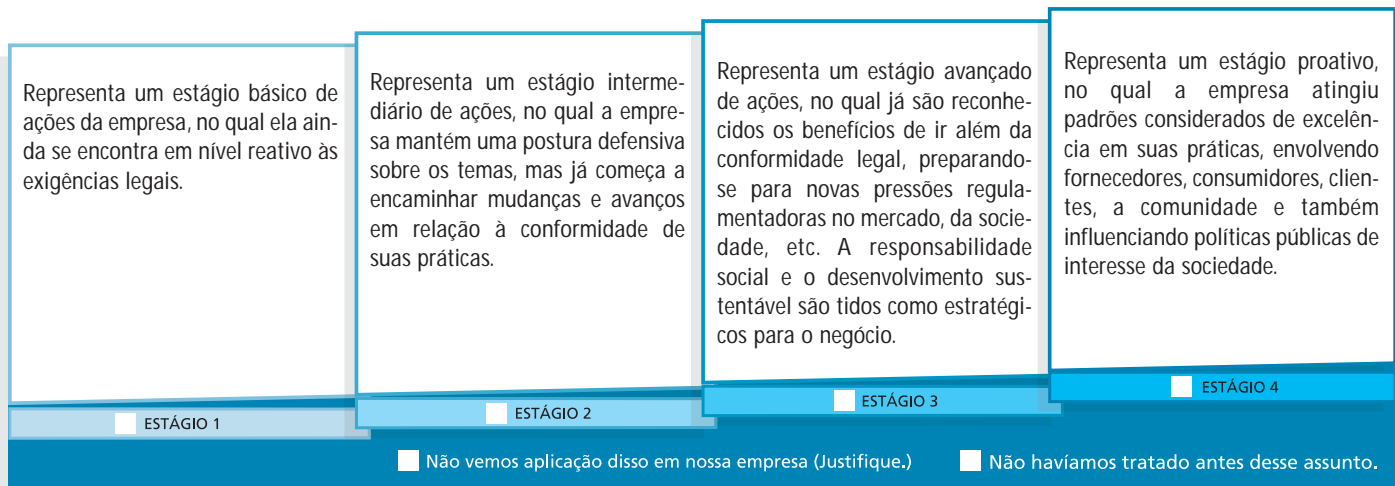 Representa um estágio básico de
ações da empresa, no qual ela ain-
da se encontra em nível reativo às
exigências legais.
ESTÁGIO 1
Representa um estágio interme-
diário de ações, no qual a empre-
sa mantém uma postura defensiva
sobre os temas, mas já começa a
encaminhar mudanças e avanços
em relação à conformidade de
suas práticas.
ESTÁGIO 2
Representa um estágio avançado
de ações, no qual já são reconhe-
cidos os benefícios de ir além da
conformidade legal, preparando-
se para novas pressões regula-
mentadoras no mercado, da socie-
dade, etc. A responsabilidade
social e o desenvolvimento sus-
tentável são tidos como estratégi-
cos para o negócio.
ESTÁGIO 3
Representa um estágio proativo,
no qual a empresa atingiu
padrões considerados de excelên-
cia em suas práticas, envolvendo
fornecedores, consumidores, clien-
tes, a comunidade e também
influenciando políticas públicas de
interesse da sociedade.
ESTÁGIO 4
Não vemos aplicação disso em nossa empresa (Justifique.)
Não havíamos tratado antes desse assunto.